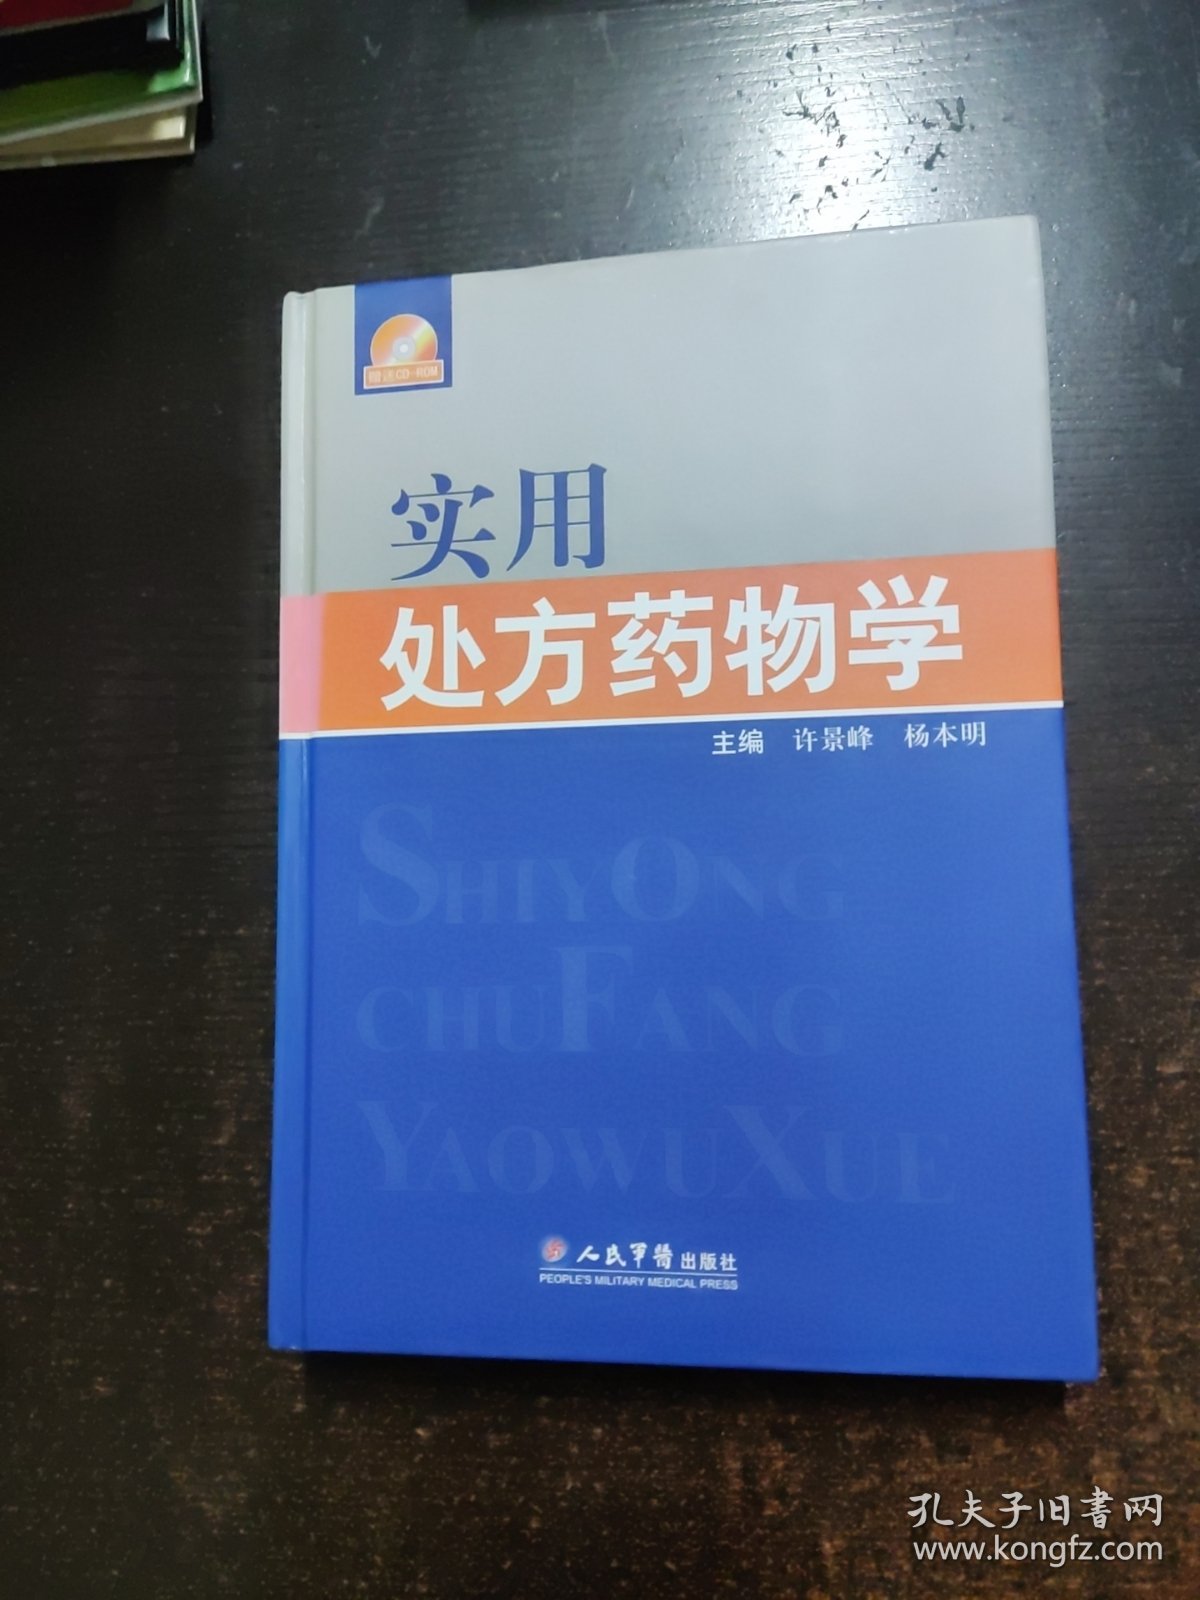 赠送CD-ROM
实用
处方药物学
主编 许景峰 杨本明
SHIYONG
CHUFANG
YAOWUXUE
人民军醫出版社
PEOPLE'S MILITARY MEDICAL PRESS
孔夫子旧書网
www.kongfz.com